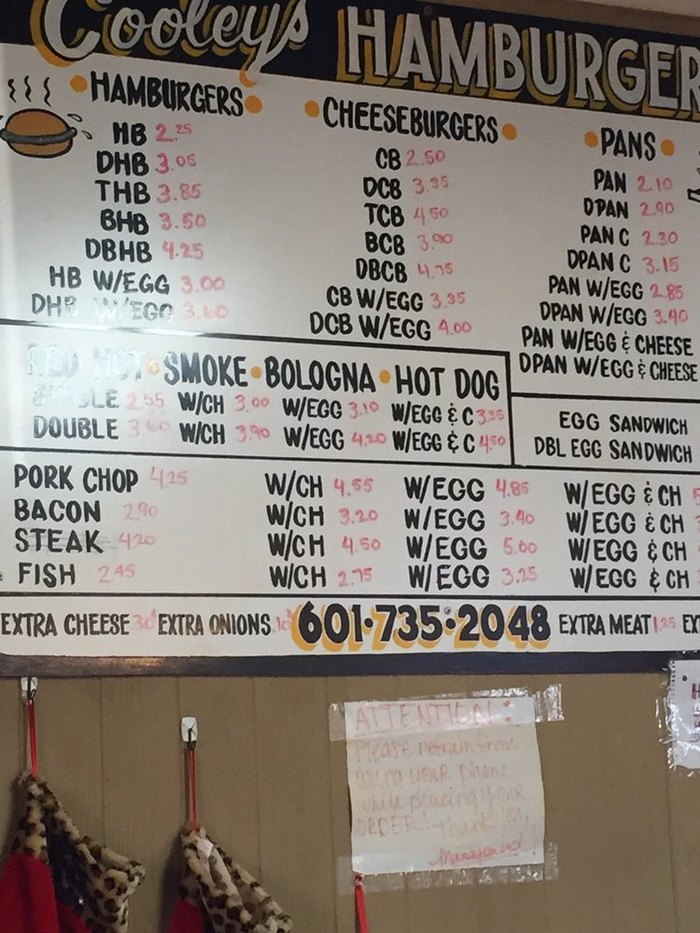 Cooleys HAMBURGER
HAMBURGERS
HB 2.25
DHB 3.05
THB 3.85
BHB 3.50
DBHB 4.25
HB W/EGG 3.00
DHB W/EGG 3.60
CHEESEBURGERS
CB 2.50
DCB 3.35
TCB 4.50
BCB 3.90
DBCB 4.75
CB W/EGG 3.35
DCB W/EGG 4.00
PANS
PAN 2.10
DPAN 2.90
PAN C 2.30
DPAN C 3.15
PAN W/EGG 2.85
DPAN W/EGG 3.40
PAN W/EGG & CHEESE
DPAN W/EGG & CHEESE
RED HOT • SMOKE • BOLOGNA • HOT DOG
SINGLE 2.55 W/CH 3.00 W/EGG 3.10 W/EGG & C 3.35
DOUBLE 3.60 W/CH 3.90 W/EGG 4.20 W/EGG & C 4.50
EGG SANDWICH
DBL EGG SANDWICH
PORK CHOP 4.25 W/CH 4.55 W/EGG 4.85 W/EGG & CH
BACON 2.90 W/CH 3.20 W/EGG 3.40 W/EGG & CH
STEAK 4.20 W/CH 4.50 W/EGG 5.00 W/EGG & CH
FISH 2.45 W/CH 2.75 W/EGG 3.25 W/EGG & CH
EXTRA CHEESE 30¢ EXTRA ONIONS .10¢ 601•735•2048 EXTRA MEAT 1.25
ATTENTION:
Please refrain from
using your phone
while placing your
ORDER! Thank you,
Management